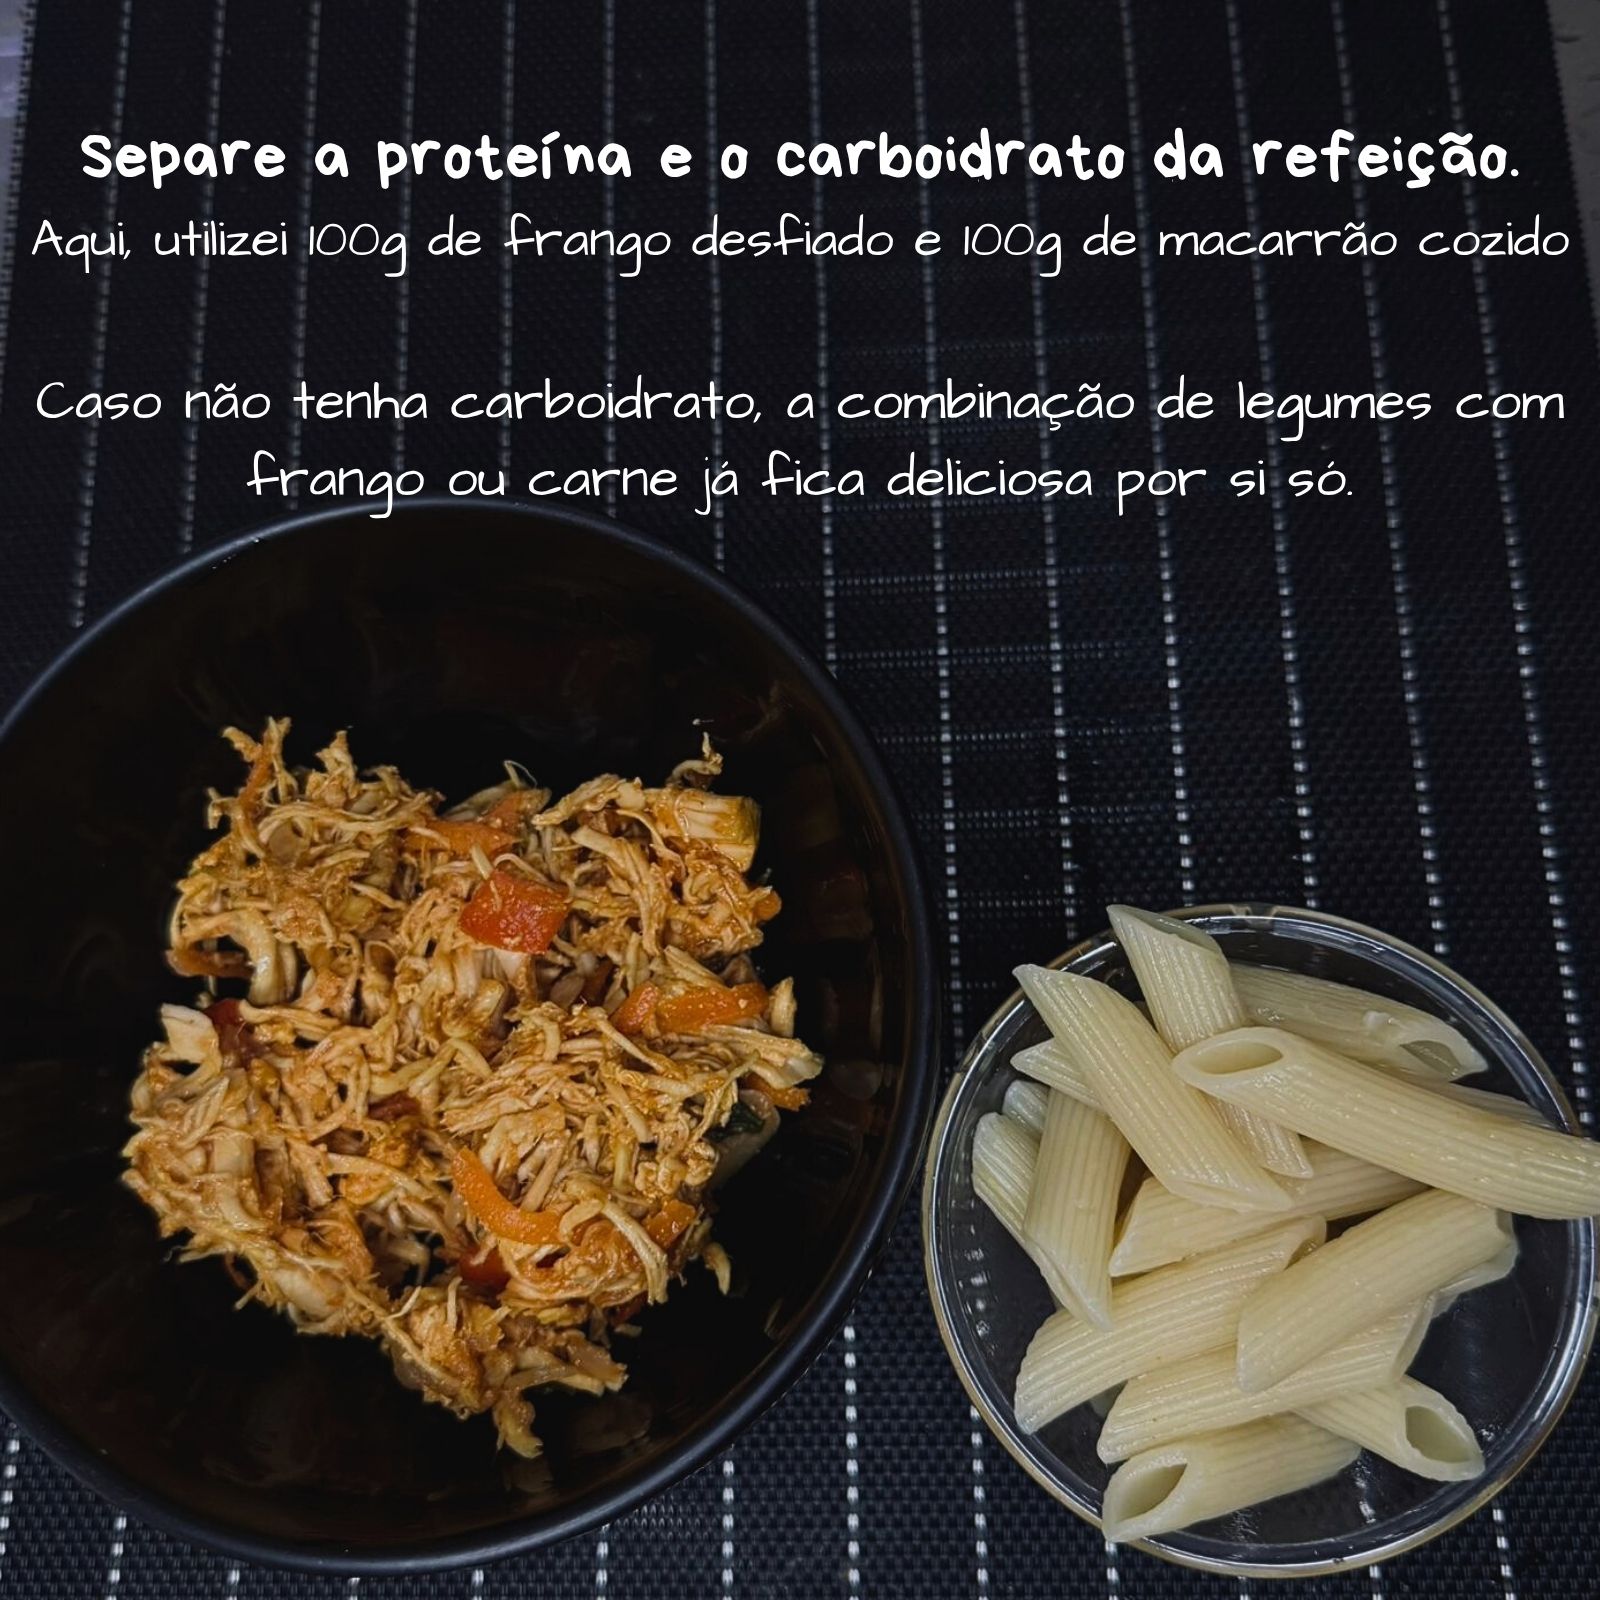 Separe a proteína e o carboidrato da refeição.
Aqui, utilizei 100g de frango desfiado e 100g de macarrão cozido
Caso não tenha carboidrato, a combinação de legumes com
frango ou carne já fica deliciosa por si só.